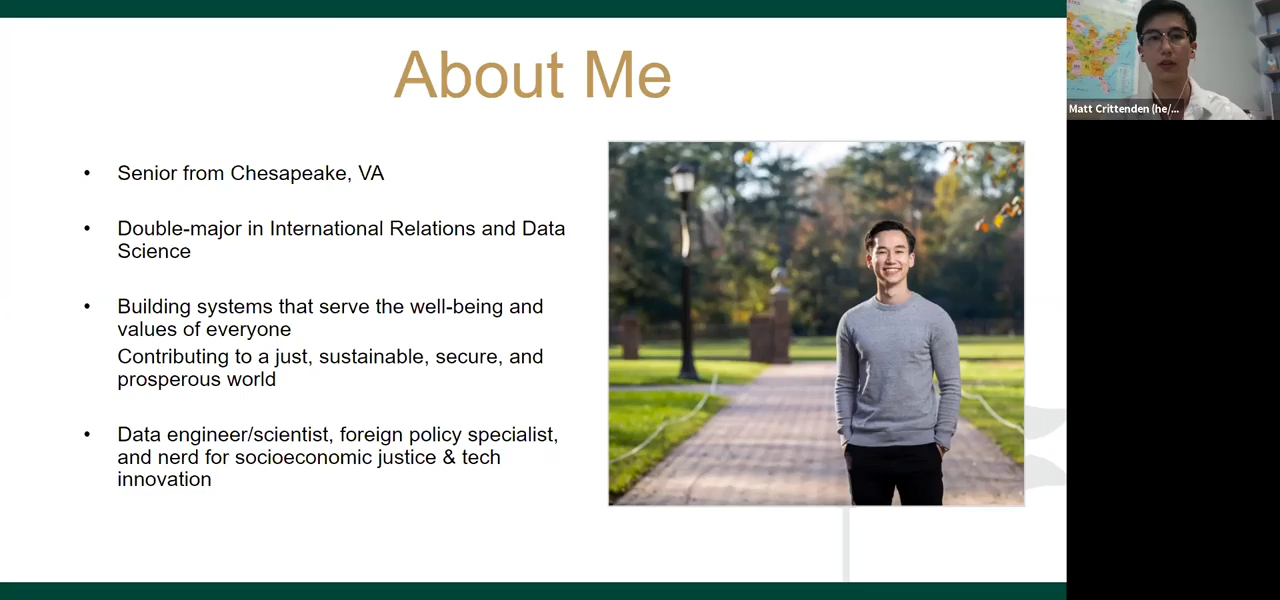 About Me
• Senior from Chesapeake, VA
• Double-major in International Relations and Data
Science
• Building systems that serve the well-being and
values of everyone
Contributing to a just, sustainable, secure, and
prosperous world
• Data engineer/scientist, foreign policy specialist,
and nerd for socioeconomic justice & tech
innovation
Matt Crittenden (he/...